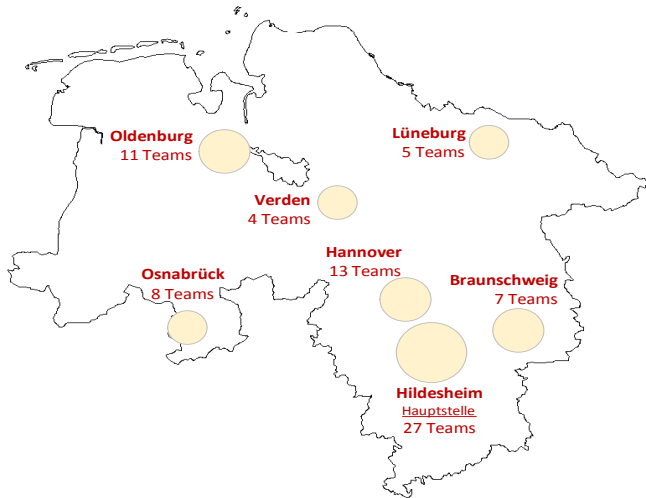 Oldenburg
11 Teams
Lüneburg
5 Teams
Verden
4 Teams
Hannover
13 Teams
Osnabrück
8 Teams
Braunschweig
7 Teams
Hildesheim
Hauptstelle
27 Teams